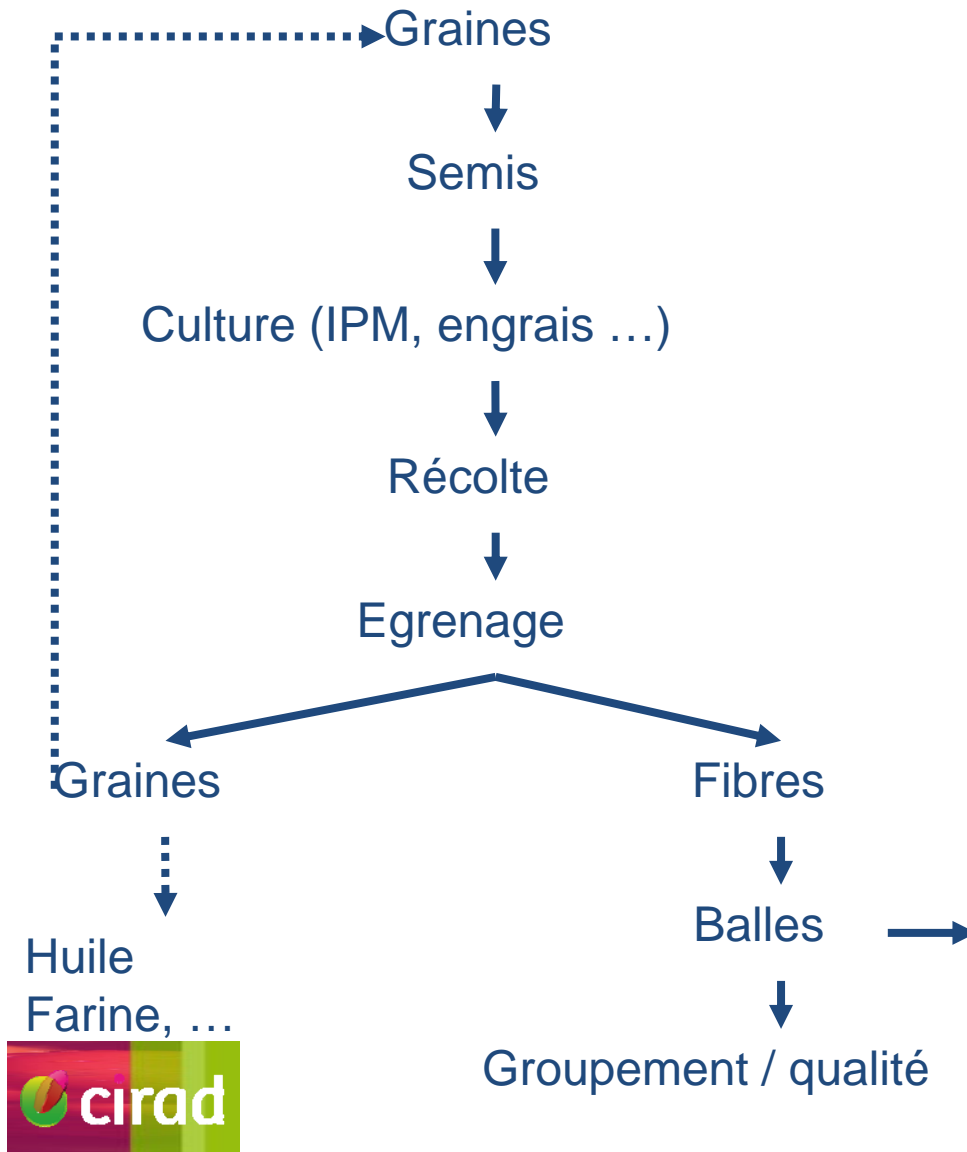 Graines
Semis
Culture (IPM, engrais …)
Récolte
Egrenage
Graines
Fibres
Balles
Huile
Farine, …
Groupement / qualité
cirad